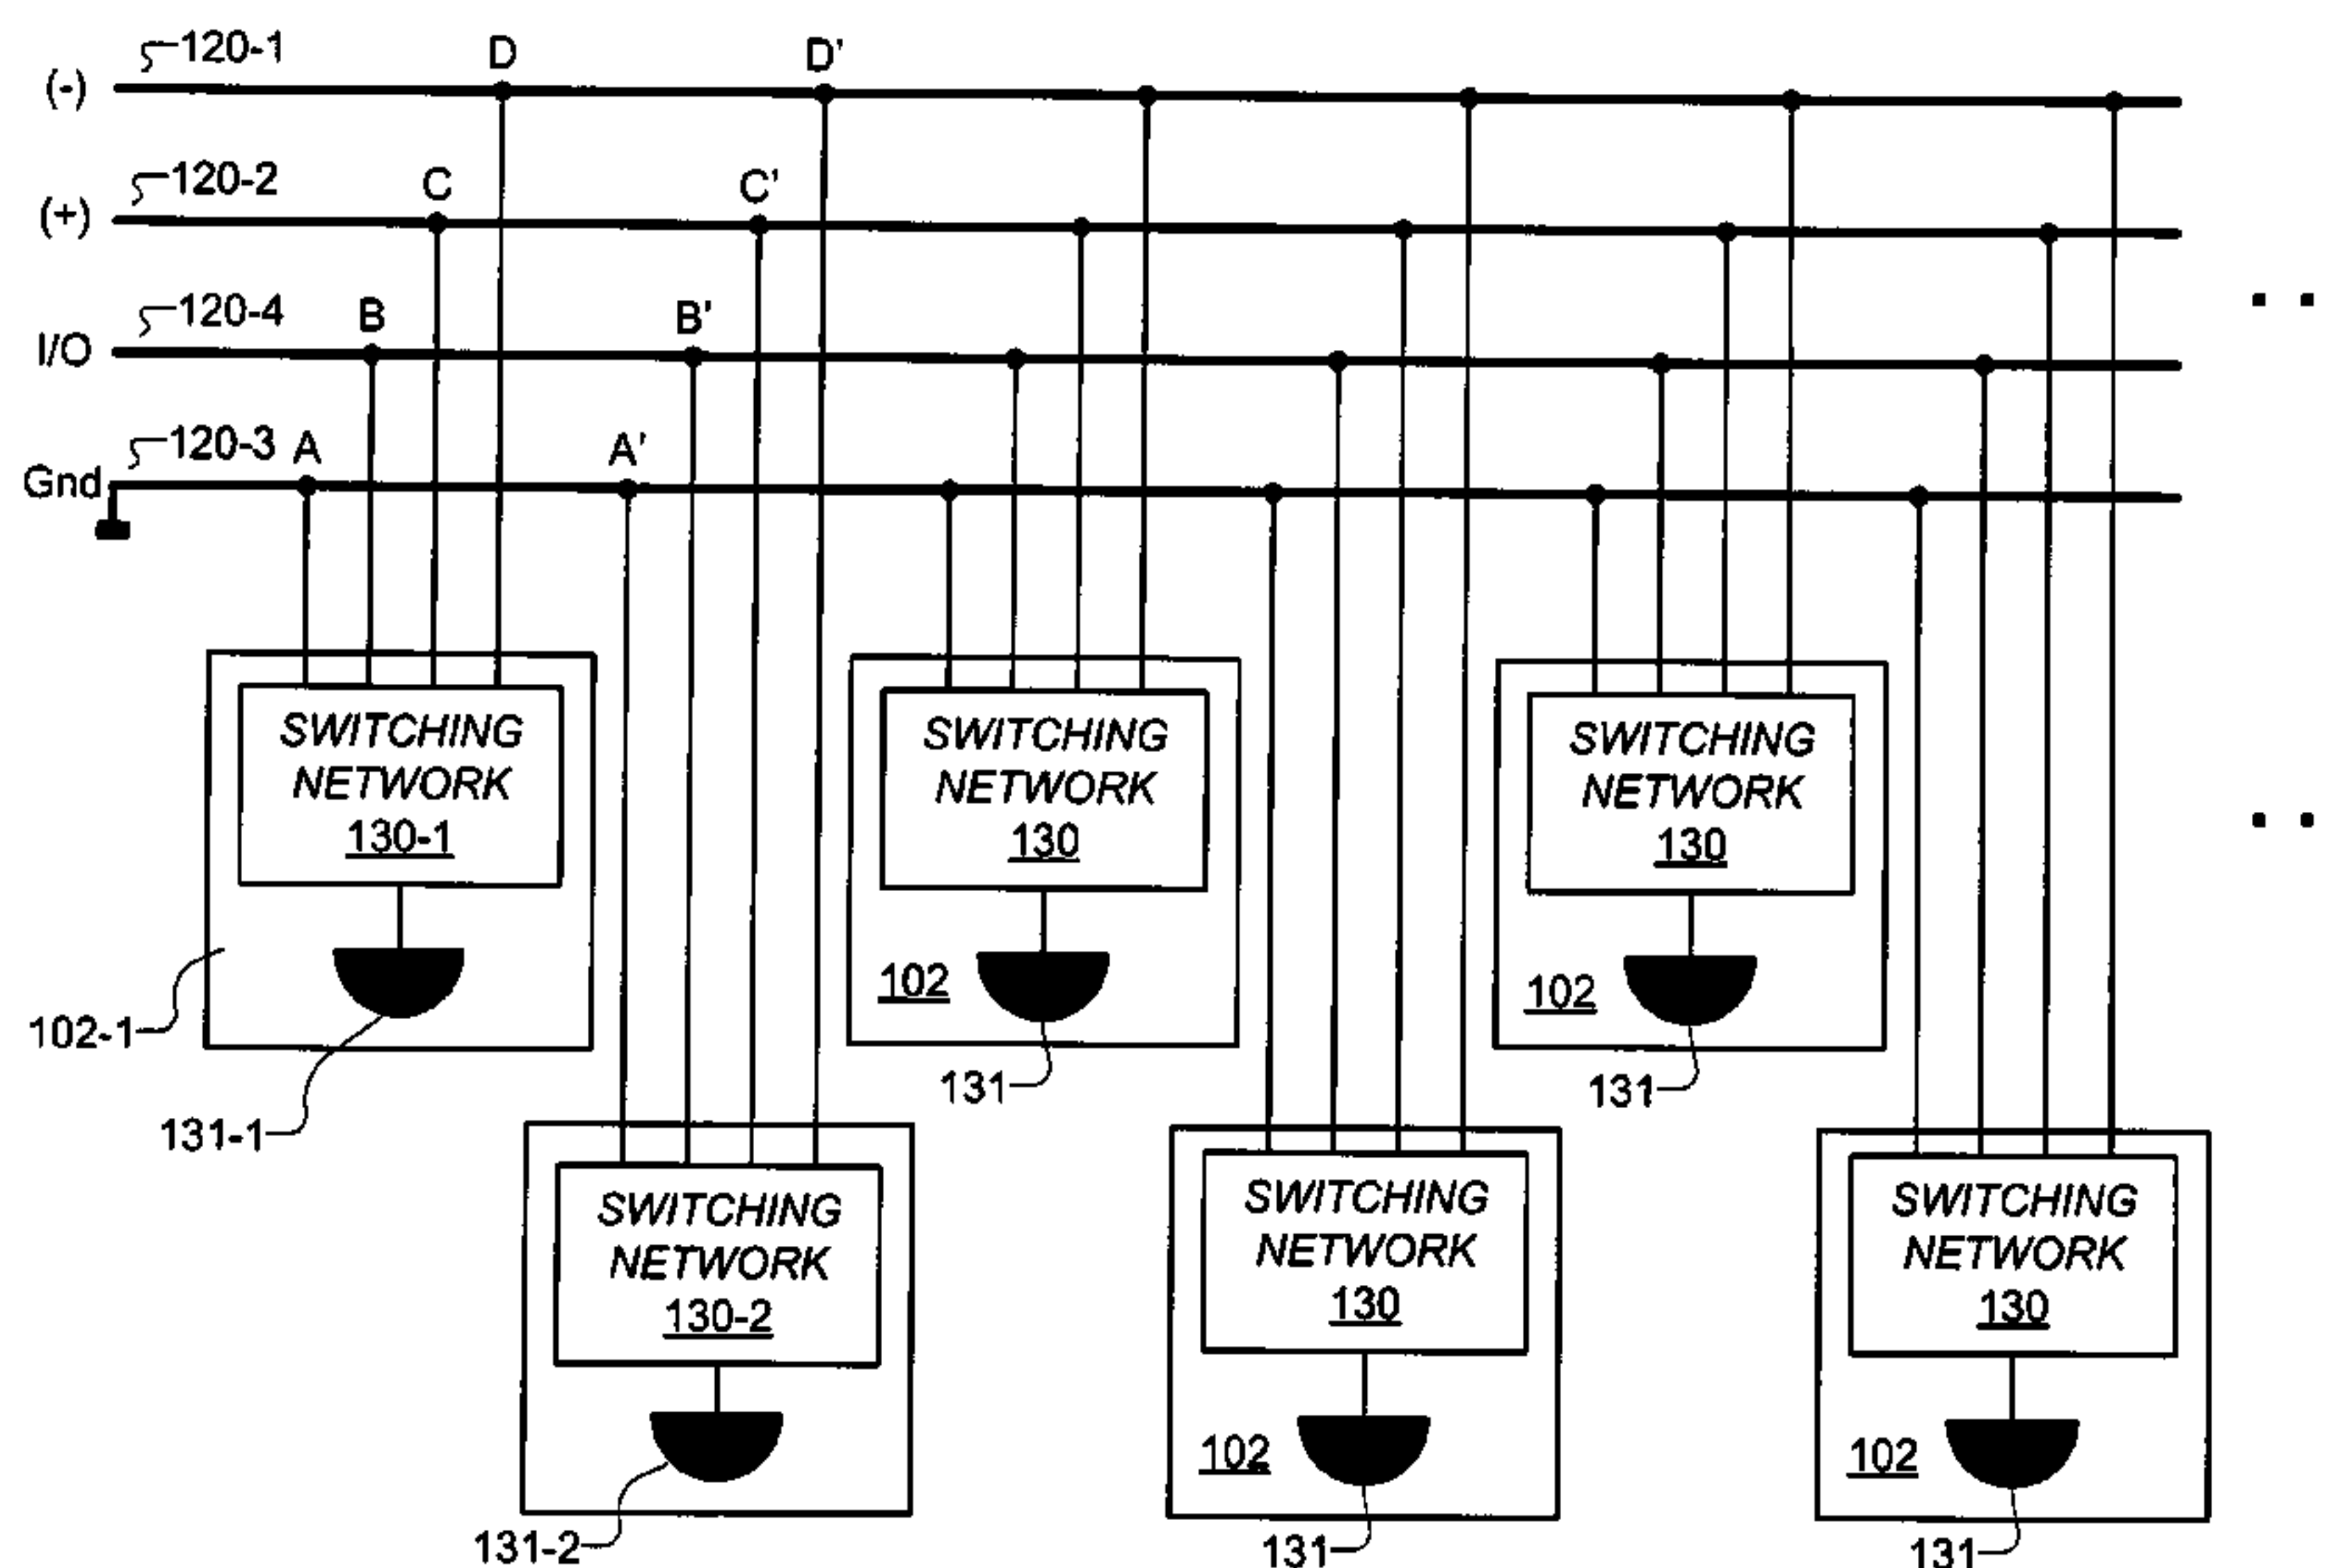 120-1 D D'
(-)
120-2 C C'
(+)
120-4 B B'
I/O
120-3 A A'
Gnd
SWITCHING
NETWORK
130-1
SWITCHING
NETWORK
130
SWITCHING
NETWORK
130
102-1
102
102
131-1
131
131
SWITCHING
NETWORK
130-2
SWITCHING
NETWORK
130
SWITCHING
NETWORK
130
102
102
131-2
131
131